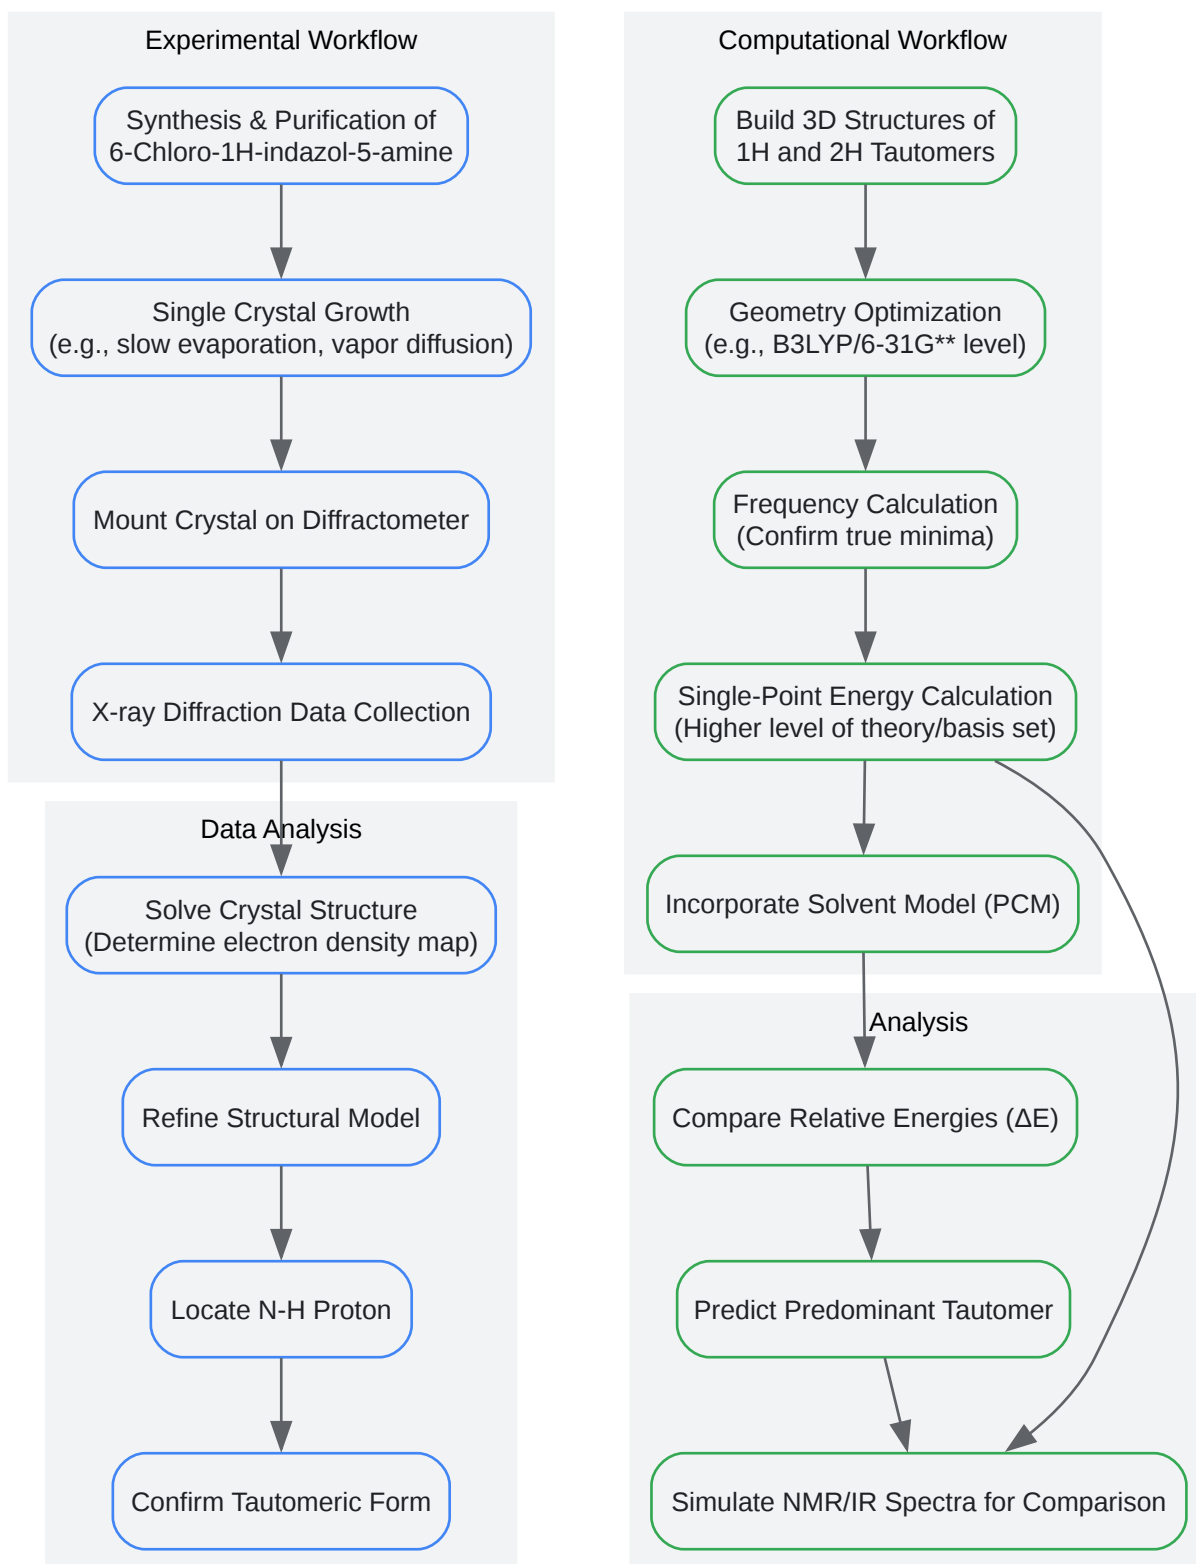 Experimental Workflow
Synthesis & Purification of
6-Chloro-1H-indazol-5-amine
Single Crystal Growth
(e.g., slow evaporation, vapor diffusion)
Mount Crystal on Diffractometer
X-ray Diffraction Data Collection
Data Analysis
Solve Crystal Structure
(Determine electron density map)
Refine Structural Model
Locate N-H Proton
Confirm Tautomeric Form
Computational Workflow
Build 3D Structures of
1H and 2H Tautomers
Geometry Optimization
(e.g., B3LYP/6-31G** level)
Frequency Calculation
(Confirm true minima)
Single-Point Energy Calculation
(Higher level of theory/basis set)
Incorporate Solvent Model (PCM)
Analysis
Compare Relative Energies (ΔE)
Predict Predominant Tautomer
Simulate NMR/IR Spectra for Comparison